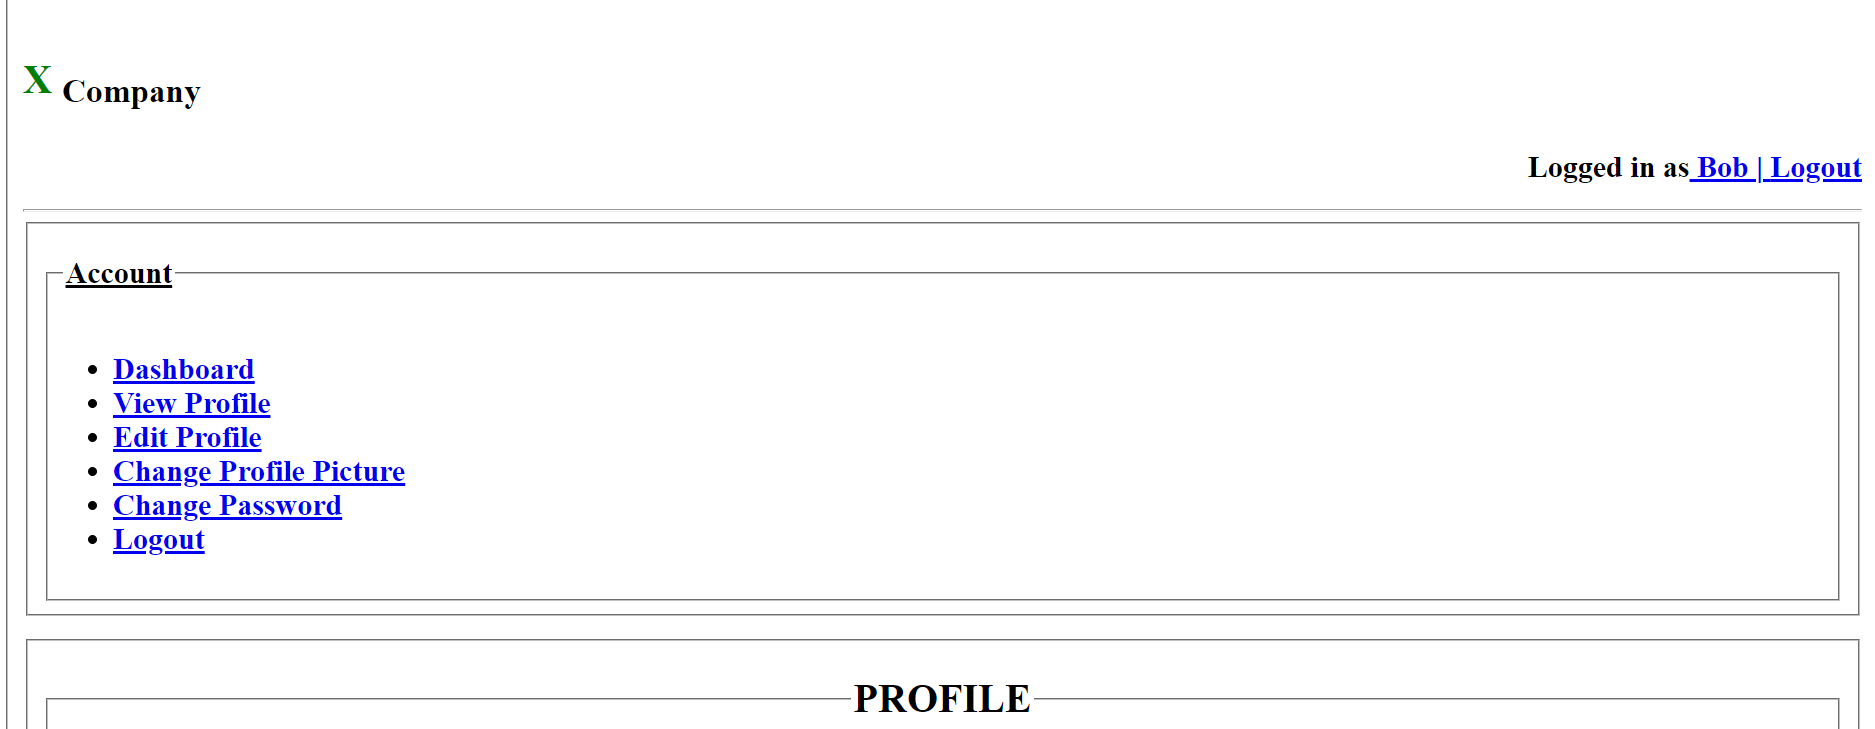 X Company
Logged in as Bob | Logout
Account
Dashboard
View Profile
Edit Profile
Change Profile Picture
Change Password
Logout
PROFILE